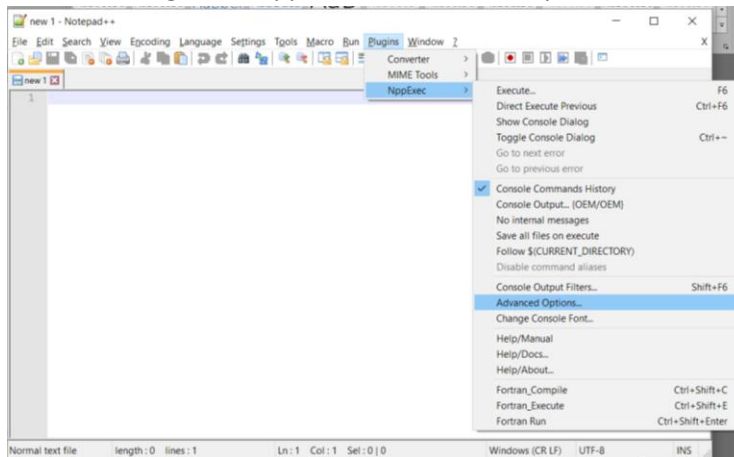 new 1 - Notepad++
File Edit Search View Encoding Language Settings Tools Macro Run Plugins Window ? X
new 1
1
Converter >
MIME Tools >
NppExec >
Execute... F6
Direct Execute Previous Ctrl+F6
Show Console Dialog
Toggle Console Dialog Ctrl+~
Go to next error
Go to previous error
Console Commands History
Console Output... (OEM/OEM)
No internal messages
Save all files on execute
Follow $(CURRENT_DIRECTORY)
Disable command aliases
Console Output Filters... Shift+F6
Advanced Options...
Change Console Font...
Help/Manual
Help/Docs...
Help/About...
Fortran_Compile Ctrl+Shift+C
Fortran_Execute Ctrl+Shift+E
Fortran Run Ctrl+Shift+Enter
Normal text file length : 0 lines : 1 Ln : 1 Col : 1 Sel : 0 | 0 Windows (CR LF) UTF-8 INS